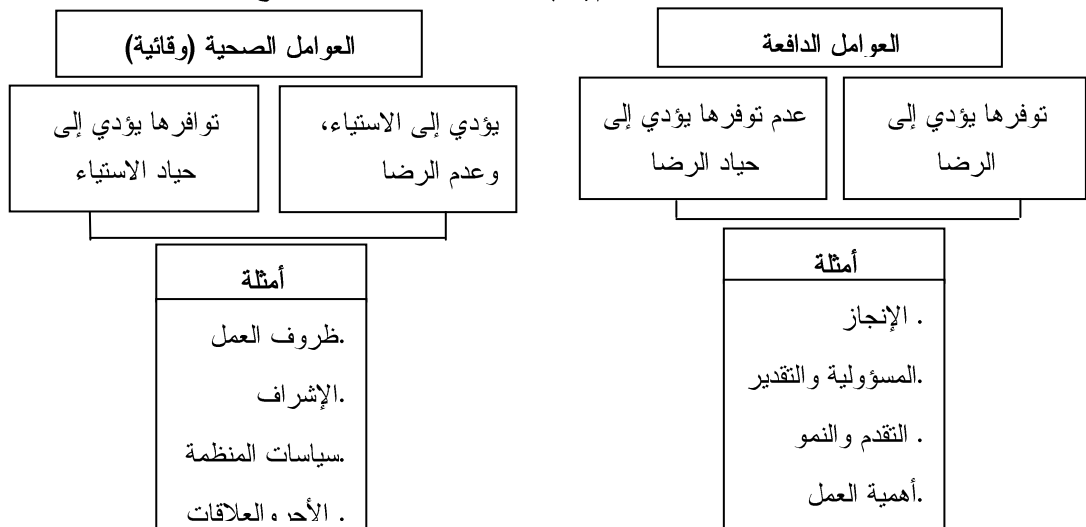 العوامل الدافعة
توفرها يؤدي إلى
الرضا
عدم توفرها يؤدي إلى
حياد الرضا
أمثلة
. الإنجاز
.المسؤولية والتقدير
. التقدم والنمو
.أهمية العمل
العوامل الصحية (وقائية)
يؤدي إلى الاستياء،
وعدم الرضا
توافرها يؤدي إلى
حياد الاستياء
أمثلة
.ظروف العمل
.الإشراف
.سياسات المنظمة
. الأجر والعلاقات